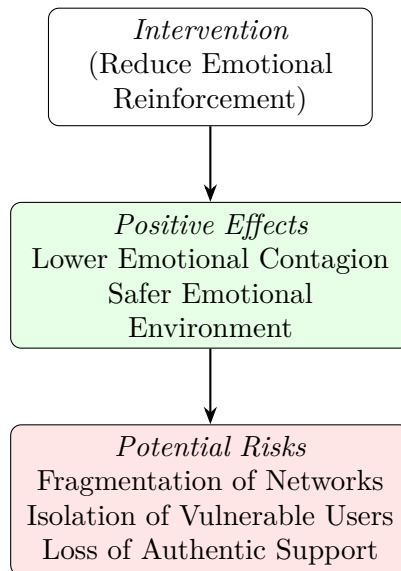 Intervention
(Reduce Emotional
Reinforcement)
Positive Effects
Lower Emotional Contagion
Safer Emotional
Environment
Potential Risks
Fragmentation of Networks
Isolation of Vulnerable Users
Loss of Authentic Support